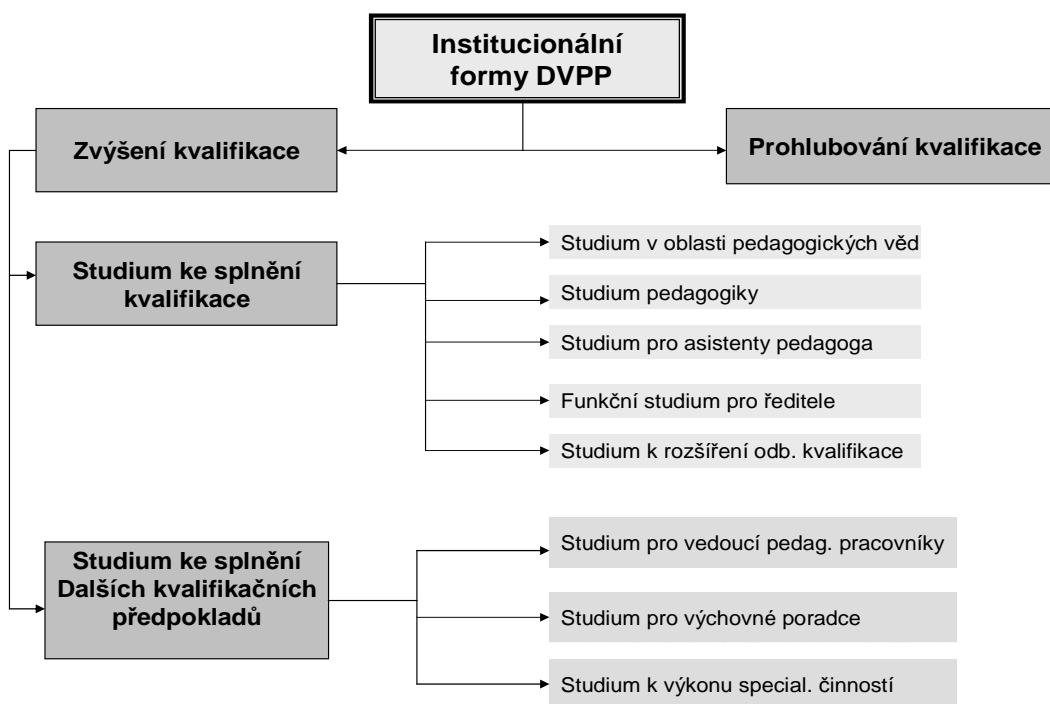 Institucionální
formy DVPP
Zvýšení kvalifikace
Prohlubování kvalifikace
Studium ke splnění
kvalifikace
Studium v oblasti pedagogických věd
Studium pedagogiky
Studium pro asistenty pedagoga
Funkční studium pro ředitele
Studium k rozšíření odb. kvalifikace
Studium ke splnění
Dalších kvalifikačních
předpokladů
Studium pro vedoucí pedag. pracovníky
Studium pro výchovné poradce
Studium k výkonu special. činností